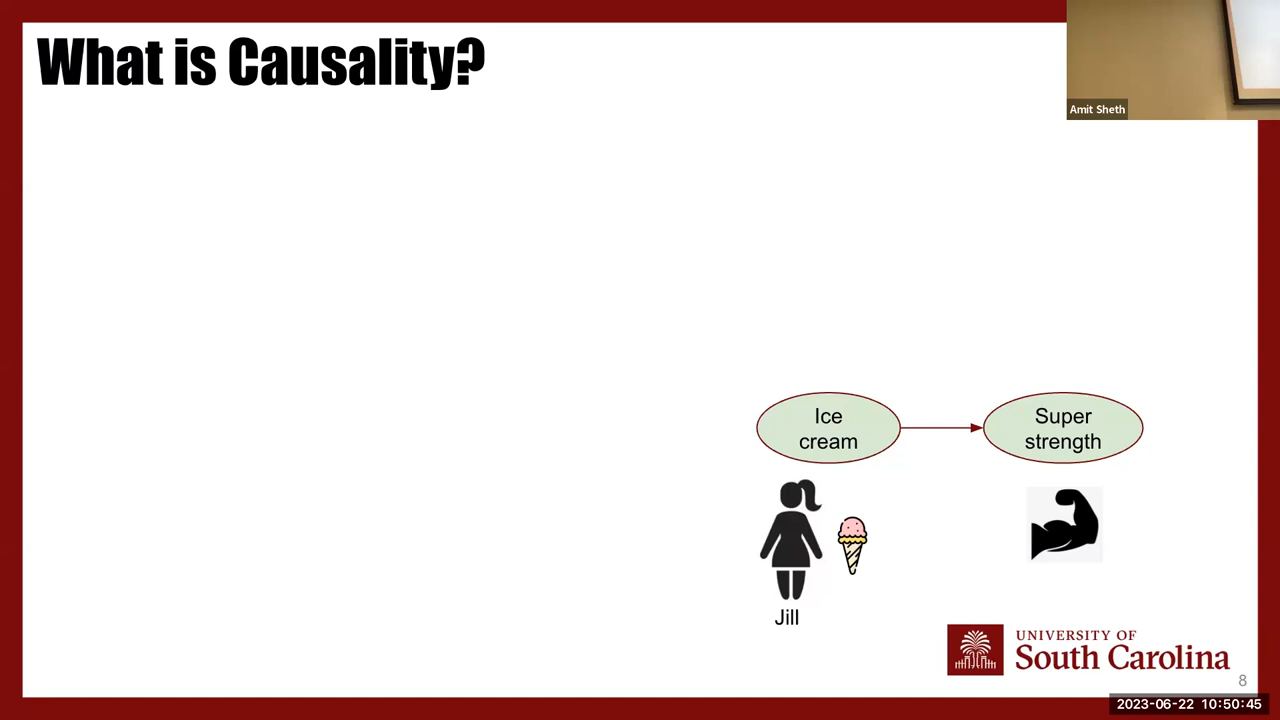 What is Causality?
Amit Sheth
Ice
cream
Super
strength
Jill
UNIVERSITY OF
South Carolina
8
2023-06-22 10:50:45